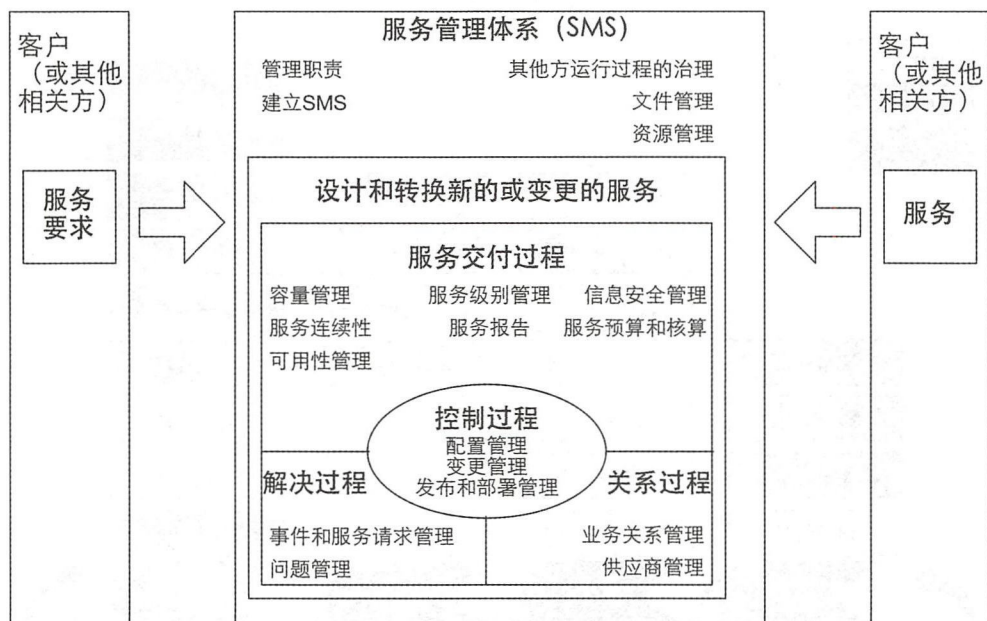 客户
（或其他
相关方）
服务
要求
服务管理体系（SMS）
管理职责
其他方运行过程的治理
建立SMS
文件管理
资源管理
设计和转换新的或变更的服务
服务交付过程
容量管理
服务级别管理
信息安全管理
服务连续性
服务报告
服务预算和核算
可用性管理
控制过程
配置管理
变更管理
发布和部署管理
解决过程
事件和服务请求管理
问题管理
关系过程
业务关系管理
供应商管理
客户
（或其他
相关方）
服务